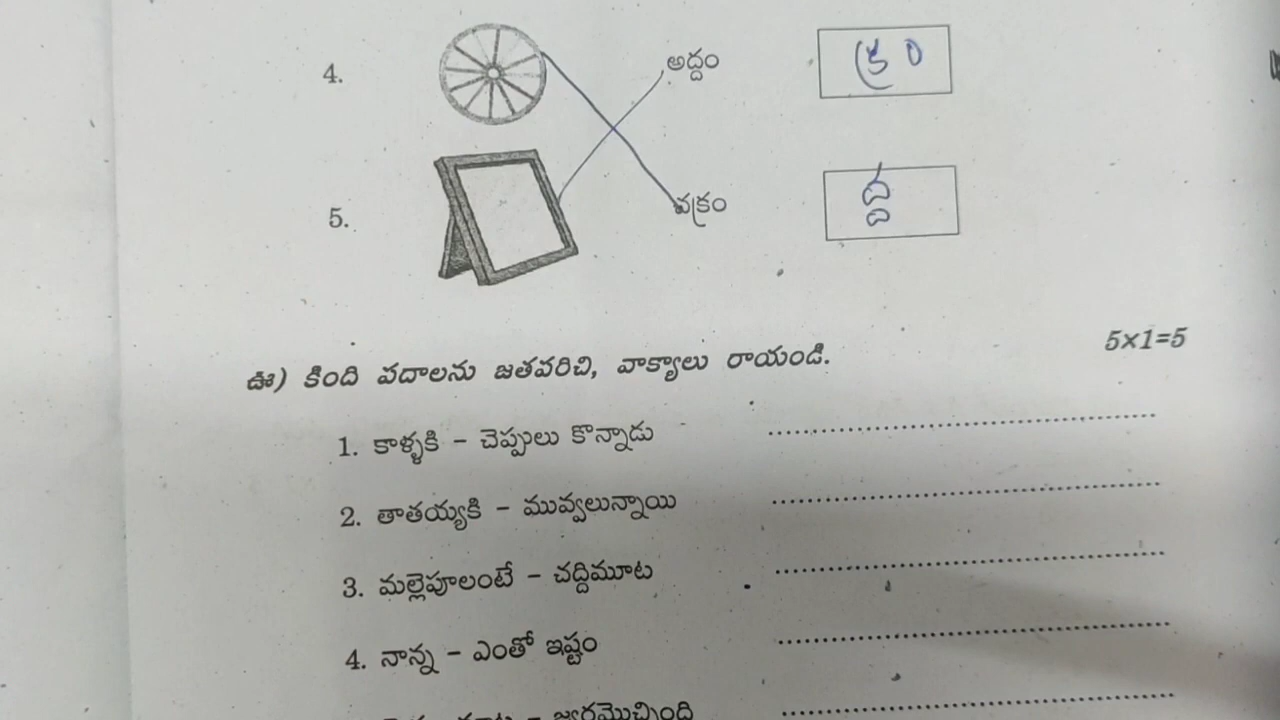 4. అద్దం క్రం
5. వక్రం ద్ద
ఊ) కింది పదాలను జతపరిచి, వాక్యాలు రాయండి. 5×1=5
1. కాళ్ళకి – చెప్పులు కొన్నాడు ....................
2. తాతయ్యకి – మువ్వలున్నాయి ....................
3. మల్లెపూలంటే – చద్దిమూట ....................
4. నాన్న – ఎంతో ఇష్టం ....................
– జ్వరమొచ్చింది ....................